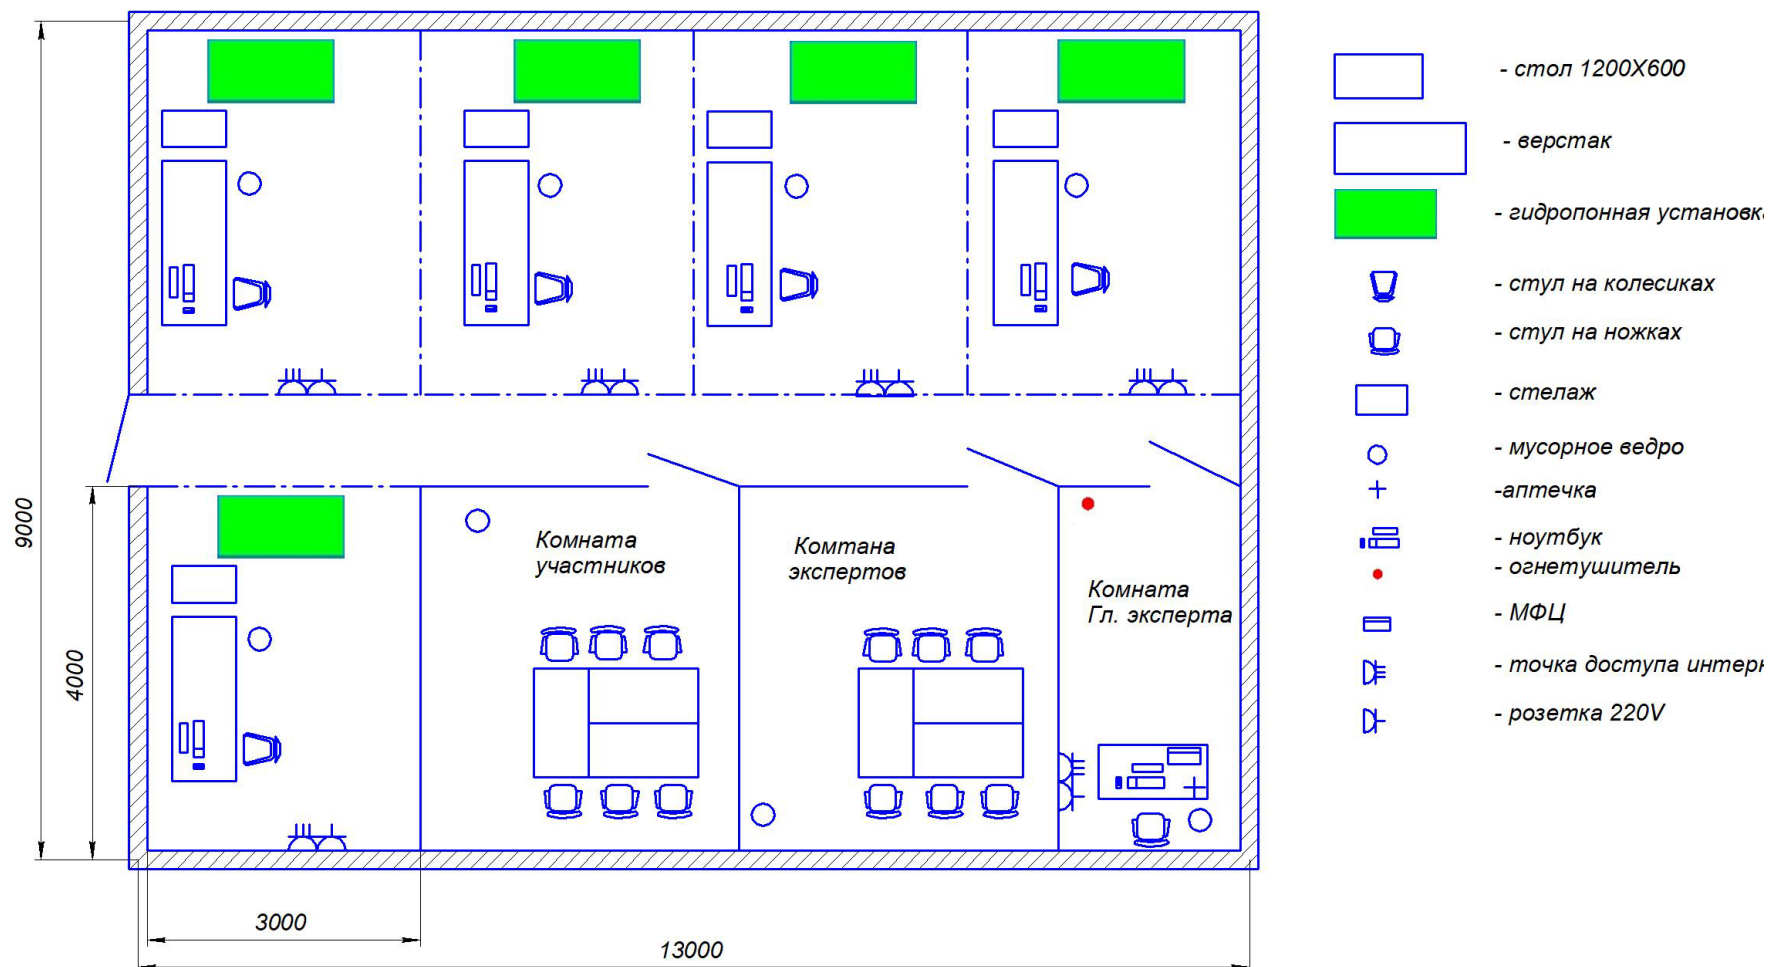 - стол 1200Х600
- верстак
- гидропонная установка
- стул на колесиках
- стул на ножках
- стелаж
- мусорное ведро
-аптечка
- ноутбук
- огнетушитель
- МФЦ
- точка доступа интерн
- розетка 220V
9000
4000
Комната
участников
Комтана
экспертов
Комната
Гл. эксперта
3000
13000